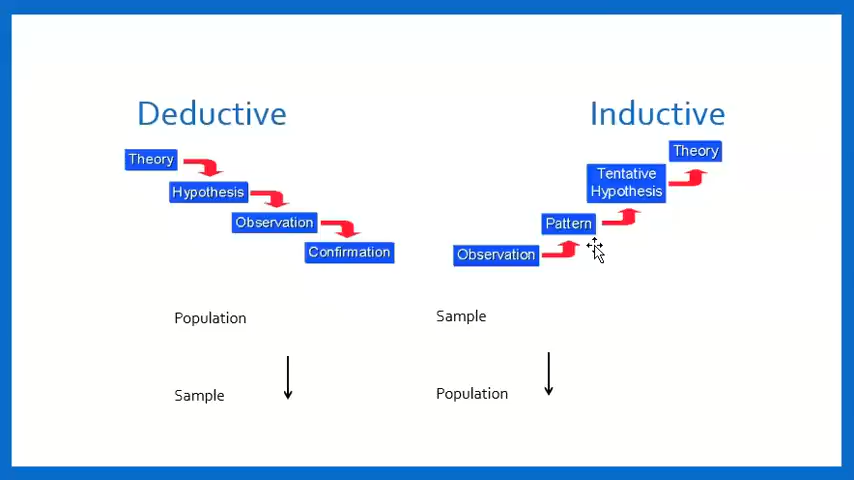 Deductive
Theory
Hypothesis
Observation
Confirmation
Population
Sample
Inductive
Theory
Tentative
Hypothesis
Pattern
Observation
Sample
Population